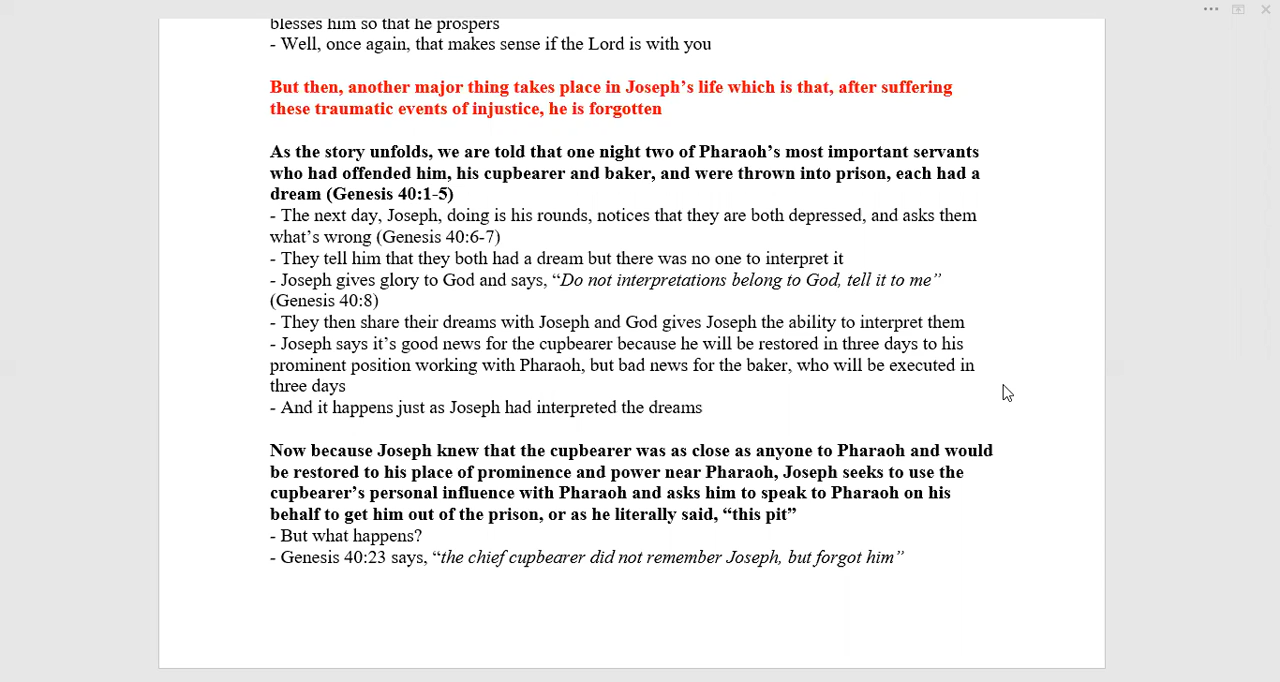 blesses him so that he prospers
- Well, once again, that makes sense if the Lord is with you
But then, another major thing takes place in Joseph’s life which is that, after suffering
these traumatic events of injustice, he is forgotten
As the story unfolds, we are told that one night two of Pharaoh’s most important servants
who had offended him, his cupbearer and baker, and were thrown into prison, each had a
dream (Genesis 40:1-5)
- The next day, Joseph, doing is his rounds, notices that they are both depressed, and asks them
what’s wrong (Genesis 40:6-7)
- They tell him that they both had a dream but there was no one to interpret it
- Joseph gives glory to God and says, “Do not interpretations belong to God, tell it to me”
(Genesis 40:8)
- They then share their dreams with Joseph and God gives Joseph the ability to interpret them
- Joseph says it’s good news for the cupbearer because he will be restored in three days to his
prominent position working with Pharaoh, but bad news for the baker, who will be executed in
three days
- And it happens just as Joseph had interpreted the dreams
Now because Joseph knew that the cupbearer was as close as anyone to Pharaoh and would
be restored to his place of prominence and power near Pharaoh, Joseph seeks to use the
cupbearer’s personal influence with Pharaoh and asks him to speak to Pharaoh on his
behalf to get him out of the prison, or as he literally said, “this pit”
- But what happens?
- Genesis 40:23 says, “the chief cupbearer did not remember Joseph, but forgot him”